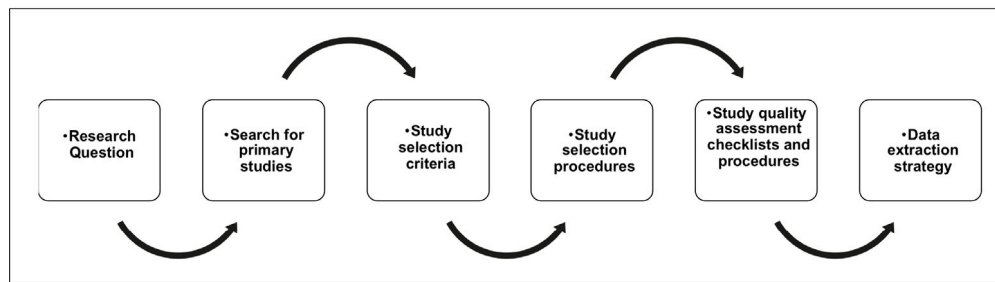 •Research
Question
•Search for
primary
studies
•Study
selection
criteria
•Study
selection
procedures
•Study quality
assessment
checklists and
procedures
•Data
extraction
strategy